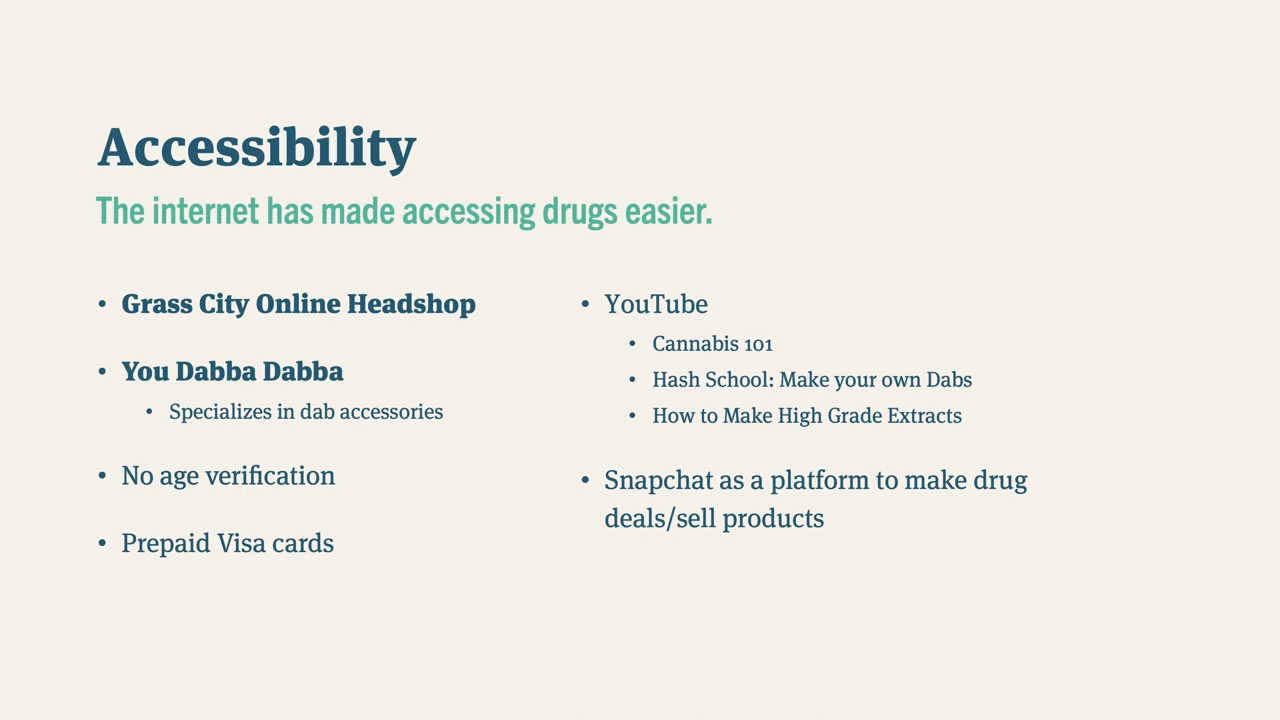 Accessibility
The internet has made accessing drugs easier.
• Grass City Online Headshop
• You Dabba Dabba
• Specializes in dab accessories
• No age verification
• Prepaid Visa cards
• YouTube
• Cannabis 101
• Hash School: Make your own Dabs
• How to Make High Grade Extracts
• Snapchat as a platform to make drug
deals/sell products